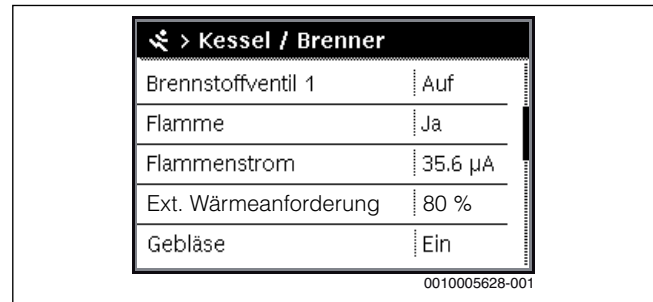 > Kessel / Brenner
Brennstoffventil 1 Auf
Flamme Ja
Flammenstrom 35.6 µA
Ext. Wärmeanforderung 80 %
Gebläse Ein
0010005628-001